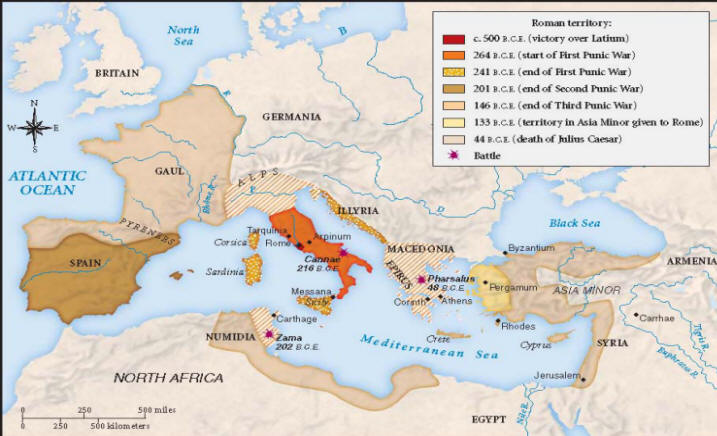 Roman territory:
c. 500 B.C.E. (victory over Latium)
264 B.C.E. (start of First Punic War)
241 B.C.E. (end of First Punic War)
201 B.C.E. (end of Second Punic War)
146 B.C.E. (end of Third Punic War)
133 B.C.E. (territory in Asia Minor given to Rome)
44 B.C.E. (death of Julius Caesar)
Battle
North
Sea
B
BRITAIN
N
W E
S
GERMANIA
ATLANTIC
OCEAN
GAUL
Rhône R.
ALPS
P
D
ILLYRIA
Black Sea
PYRENEES
Tarquinia
Arpinum
Corsica
Rome
MACEDONIA
Byzantium
ARMENIA
SPAIN
Sardinia
Cannae
216 B.C.E.
EPIRUS
Pharsalus
48 B.C.E.
Pergamum
ASIA MINOR
Messana
Sicily
Corinth
Athens
Carthage
Rhodes
Carrhae
Tigris R.
NUMIDIA
Zama
202 B.C.E.
Mediterranean Sea
Crete
Cyprus
SYRIA
Euphrates R.
NORTH AFRICA
Jerusalem
0 250 500 miles
0 250 500 kilometers
EGYPT
Nile R.